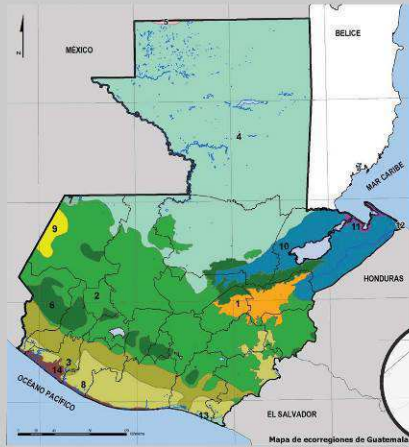 5
MÉXICO
BELICE
4
MAR CARIBE
7
9
11
12
10
HONDURAS
1
2
6
3
14
8
OCÉANO PACÍFICO
13
EL SALVADOR
Mapa de ecorregiones de Guatemala